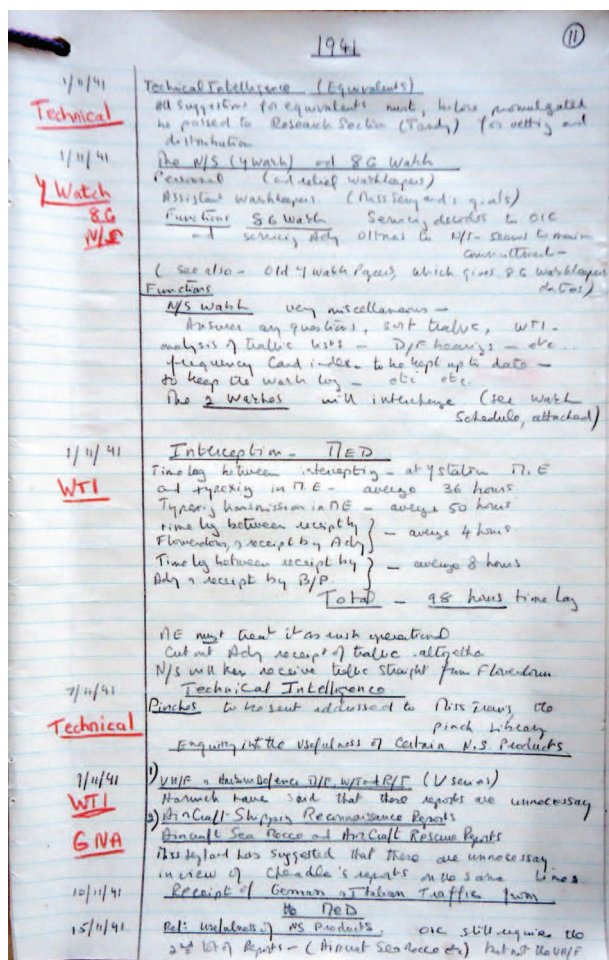 1941
11
1/11/41
Technical Intelligence (Equivalents)
Technical
All suggestions for equivalents must, before promulgated
be passed to Research Section (Tandy) for vetting and
distribution
1/11/41
The N/S (Y Watch) and 8G Watch
Y Watch
8G
N/S
Personnel (and relief watchkeepers)
Assistant Watchkeepers. (Miss Seyard's girls)
Functions 8G Watch Servicing decodes to OIC
and servicing Ady to N/S - seems to main
commitment -
(See also - Old Y Watch Papers, which gives 8G Watchkeepers
duties)
Functions
N/S Watch very miscellaneous -
Answer any questions, sort traffic, WTI -
analysis of traffic lists - D/F bearings - etc
frequency Card index - to be kept up to date -
to keep the watch log - etc etc.
The 2 Watches will interchange (see Watch
Schedule, attached)
1/11/41
Interception - MED
WTI
Time lag between intercepting - at Y station M.E
and typexing in M.E - average 36 hours
Typexing transmission in ME - average 50 hours
Time lag between receipt by
Flowerdown, & receipt by Ady } - average 4 hours
Time lag between receipt by
Ady & receipt by B/P. } - average 8 hours
Total - 98 hours time lag
ME must treat it as such operational
Cut out Ady receipt of traffic altogether
N/S will then receive traffic straight from Flowerdown
7/11/41
Technical Intelligence
Technical
Pinches to be sent addressed to Miss the
Pinch Library
Enquiry into the usefulness of Certain N.S. Products
9/11/41
1) VH/F & Harbour Defence R/F, W/T and R/T (V series)
WTI
Harwich have said that these reports are unnecessary
2) AirCraft Shipping Reconnaissance Reports
GNA
Aircraft Sea Recco and AirCraft Rescue Reports
Miss has suggested that these are unnecessary
in view of Cheadle's reports on the same lines
10/11/41
Receipt of German & Italian Traffic from
the MED
15/11/41
Ref: usefulness of NS Products. OIC still requires the
2nd lot of Reports - (Aircraft Sea Recce etc) but not the VH/F